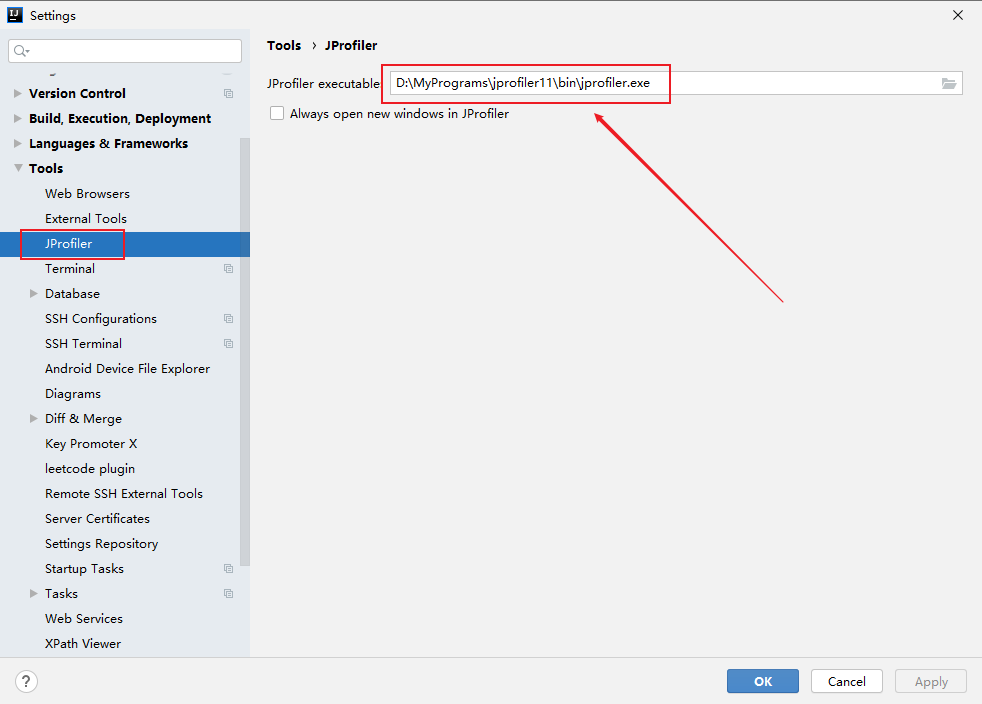 Settings
Tools › JProfiler
Version Control
Build, Execution, Deployment
Languages & Frameworks
Tools
Web Browsers
External Tools
JProfiler
Terminal
Database
SSH Configurations
SSH Terminal
Android Device File Explorer
Diagrams
Diff & Merge
Key Promoter X
leetcode plugin
Remote SSH External Tools
Server Certificates
Settings Repository
Startup Tasks
Tasks
Web Services
XPath Viewer
JProfiler executable D:\MyPrograms\jprofiler11\bin\jprofiler.exe
Always open new windows in JProfiler
?
OK
Cancel
Apply